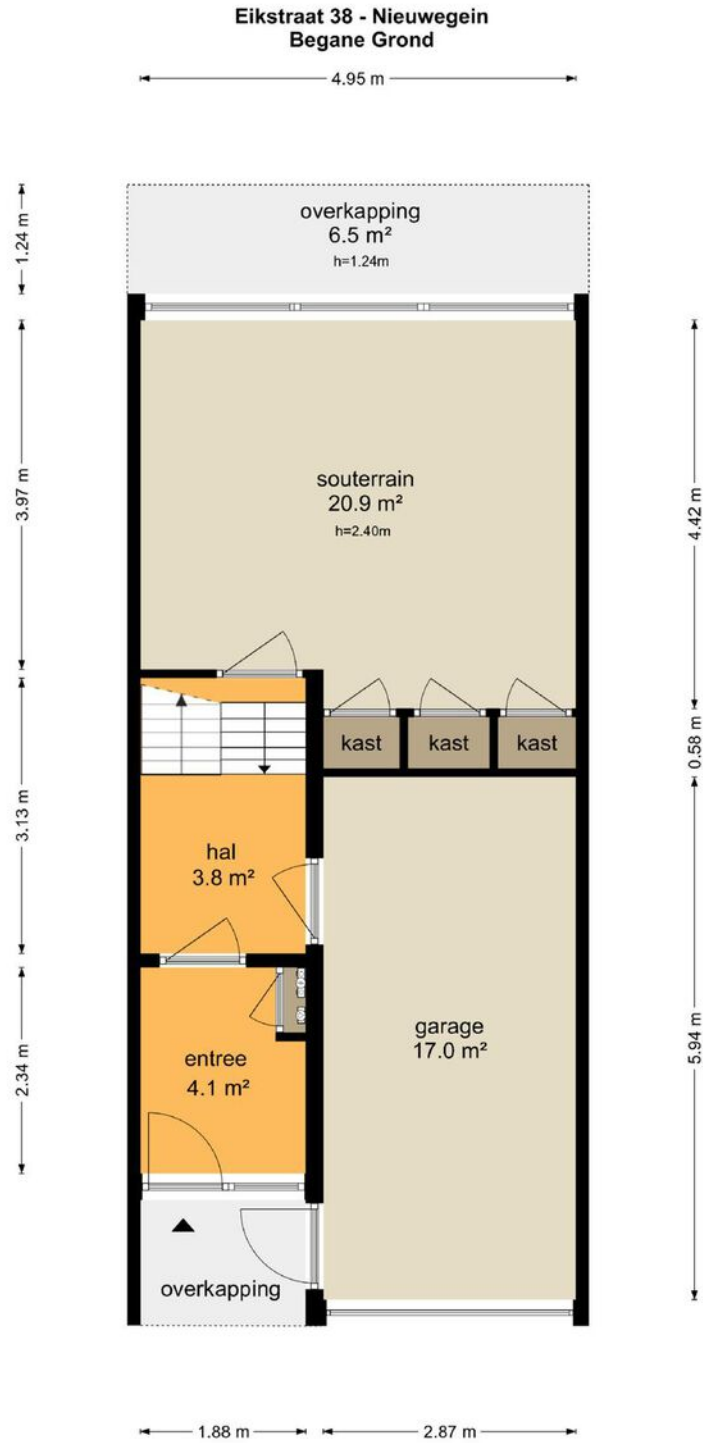 Eikstraat 38 - Nieuwegein
Begane Grond
4.95 m
1.24 m
overkapping
6.5 m²
h=1.24m
3.97 m
souterrain
20.9 m²
h=2.40m
4.42 m
kast
kast
kast
0.58 m
3.13 m
hal
3.8 m²
garage
17.0 m²
5.94 m
2.34 m
entree
4.1 m²
overkapping
1.88 m
2.87 m